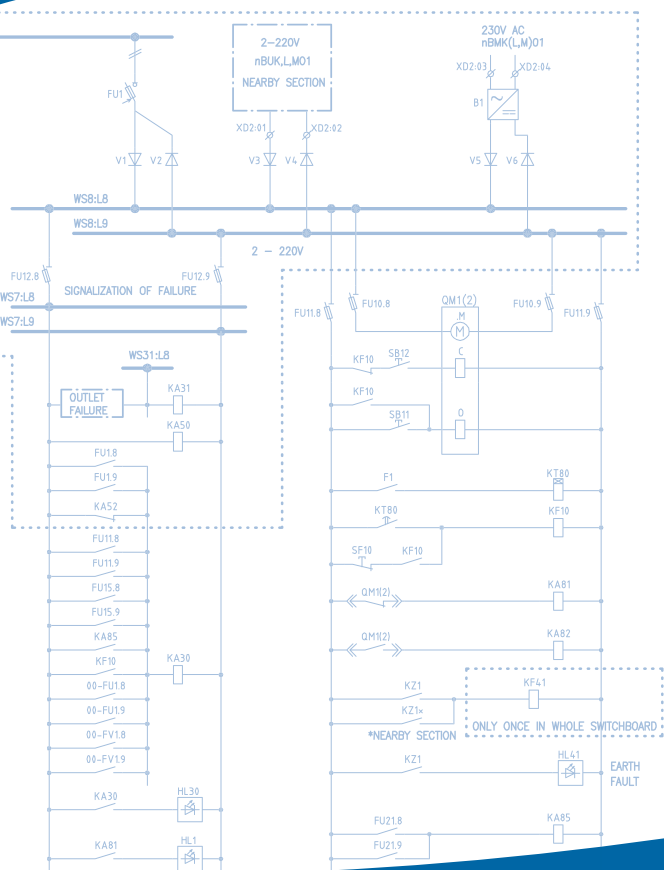 2-220V
nBUK,L,M01
NEARBY SECTION
230V AC
nBMK(L,M)01
XD2:03
XD2:04
FU1
B1
XD2:01
XD2:02
V1
V2
V3
V4
V5
V6
WS8:L8
WS8:L9
2 - 220V
FU12.8
FU12.9
SIGNALIZATION OF FAILURE
WS7:L8
WS7:L9
FU11.8
FU10.8
QM1(2)
FU10.9
FU11.9
.M
M
WS31:L8
KF10
SB12
C
OUTLET
FAILURE
KA31
KF10
SB11
O
KA50
FU1.8
FU1.9
KA52
F1
KT80
KT80
KF10
FU11.8
FU11.9
SF10
KF10
FU15.8
FU15.9
QM1(2)
KA81
KA85
QM1(2)
KA82
KF10
KA30
00-FU1.8
00-FU1.9
00-FV1.8
00-FV1.9
KZ1
KF41
KZ1*
*NEARBY SECTION
ONLY ONCE IN WHOLE SWITCHBOARD
KZ1
HL41
EARTH
FAULT
KA30
HL30
FU21.8
KA85
KA81
HL1
FU21.9